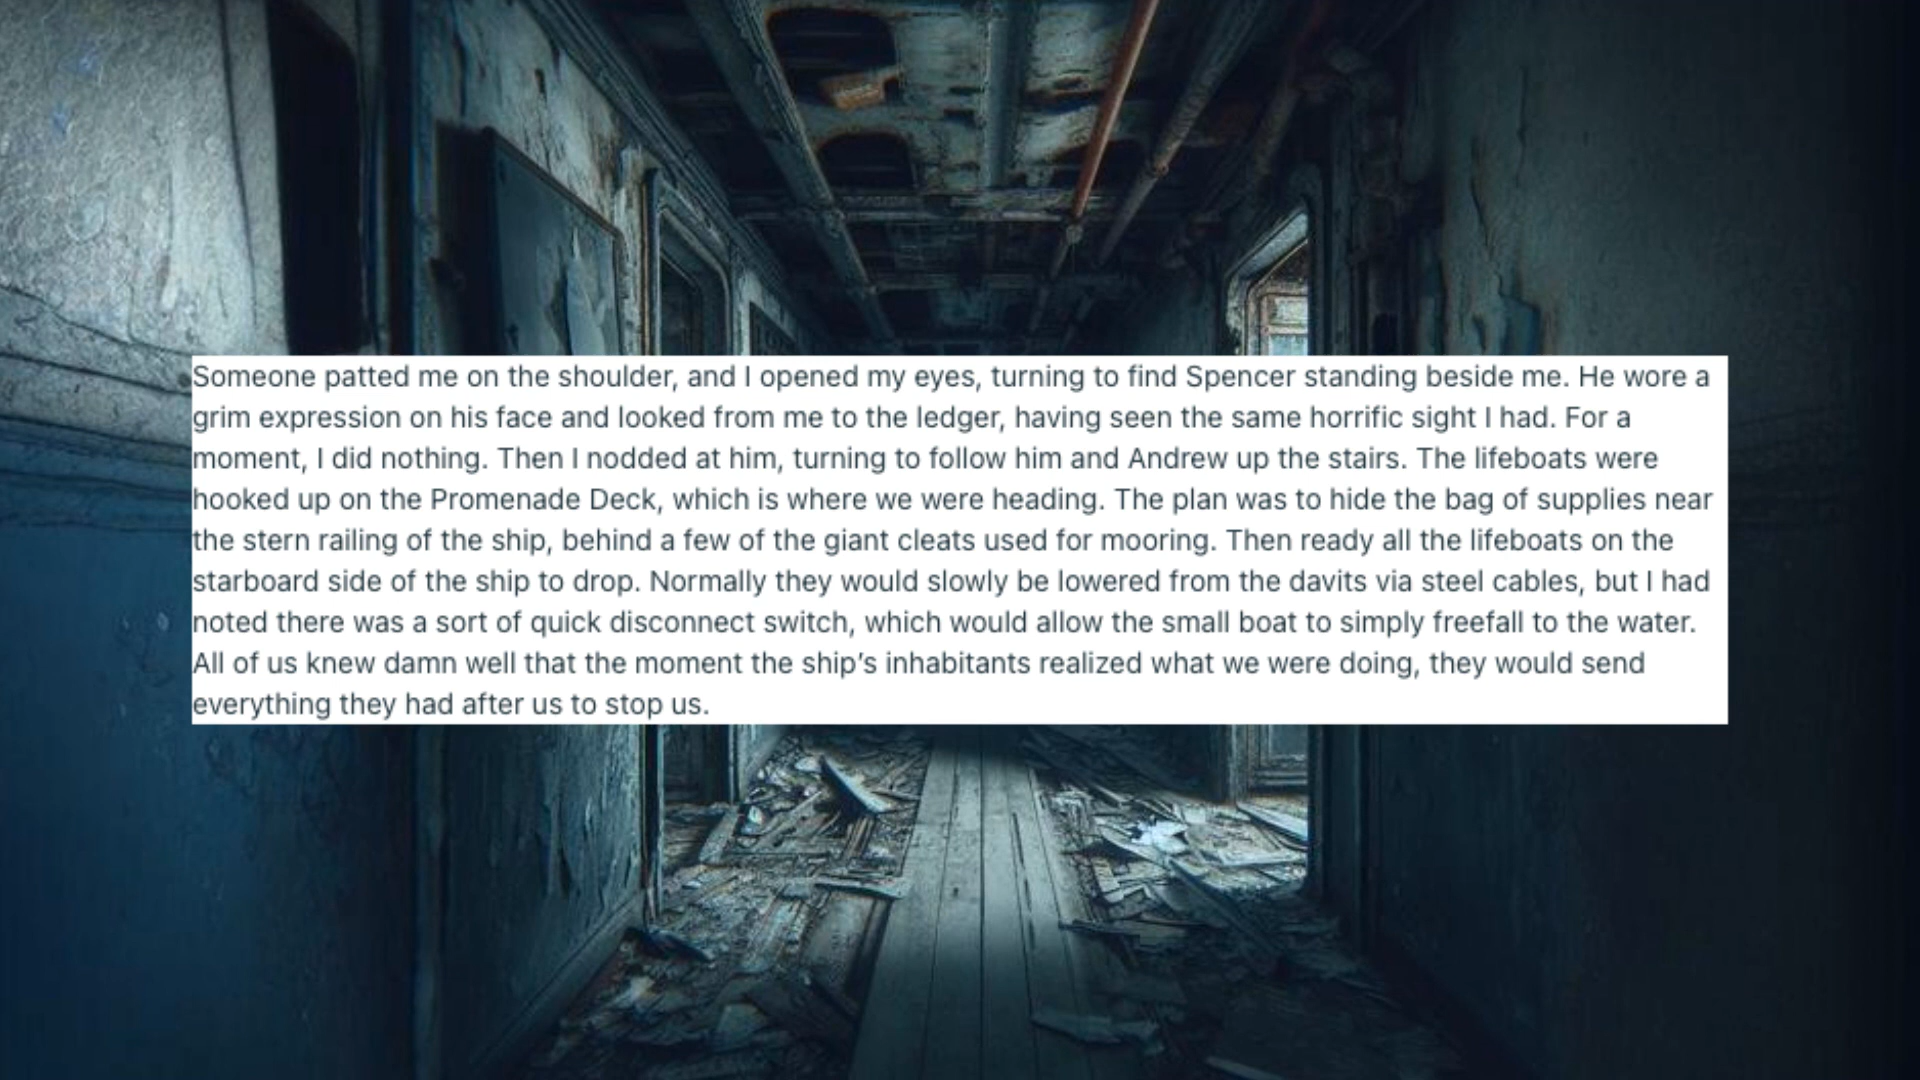 Someone patted me on the shoulder, and I opened my eyes, turning to find Spencer standing beside me. He wore a
grim expression on his face and looked from me to the ledger, having seen the same horrific sight I had. For a
moment, I did nothing. Then I nodded at him, turning to follow him and Andrew up the stairs. The lifeboats were
hooked up on the Promenade Deck, which is where we were heading. The plan was to hide the bag of supplies near
the stern railing of the ship, behind a few of the giant cleats used for mooring. Then ready all the lifeboats on the
starboard side of the ship to drop. Normally they would slowly be lowered from the davits via steel cables, but I had
noted there was a sort of quick disconnect switch, which would allow the small boat to simply freefall to the water.
All of us knew damn well that the moment the ship’s inhabitants realized what we were doing, they would send
everything they had after us to stop us.